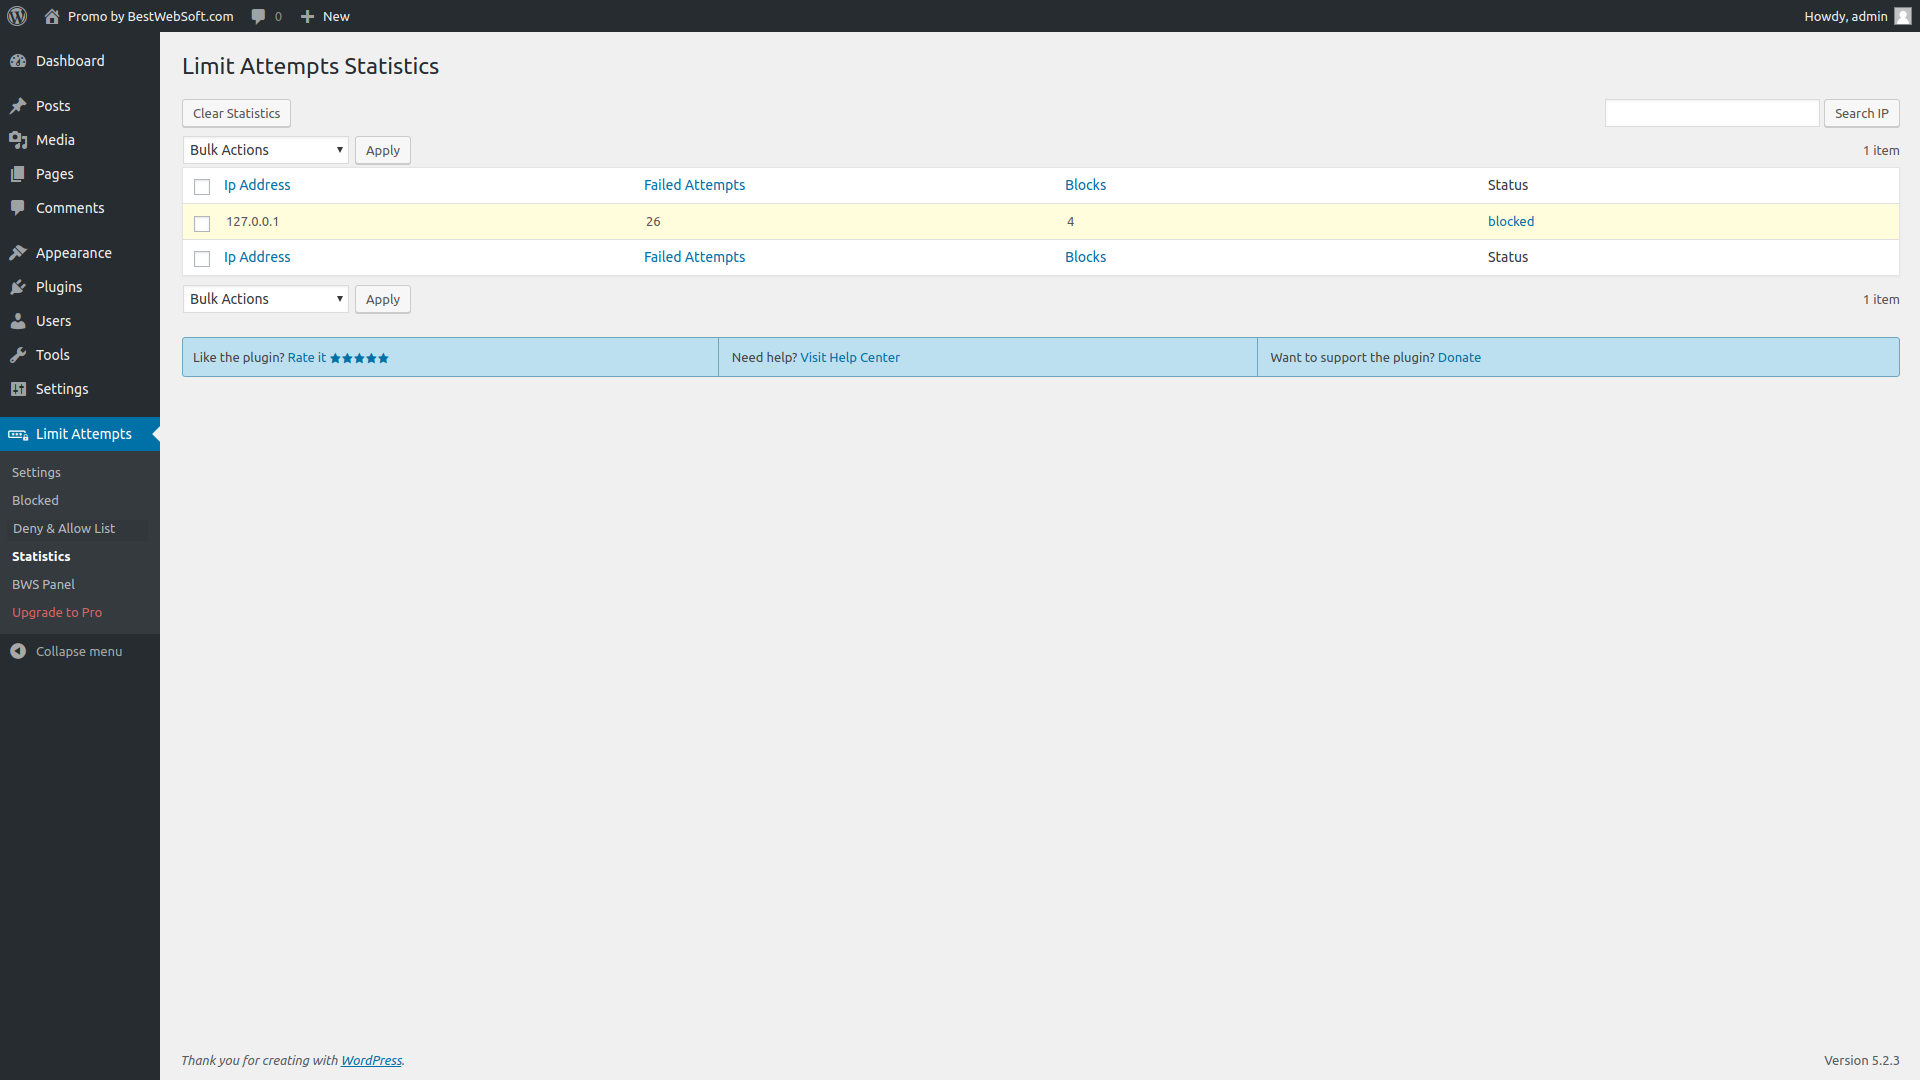 Promo by BestWebSoft.com 0 New Howdy, admin
Dashboard
Posts
Media
Pages
Comments
Appearance
Plugins
Users
Tools
Settings
Limit Attempts
Settings
Blocked
Deny & Allow List
Statistics
BWS Panel
Upgrade to Pro
Collapse menu
Limit Attempts Statistics
Clear Statistics Search IP
Bulk Actions Apply 1 item
Ip Address Failed Attempts Blocks Status
127.0.0.1 26 4 blocked
Ip Address Failed Attempts Blocks Status
Bulk Actions Apply 1 item
Like the plugin? Rate it ★★★★★ Need help? Visit Help Center Want to support the plugin? Donate
Thank you for creating with WordPress. Version 5.2.3